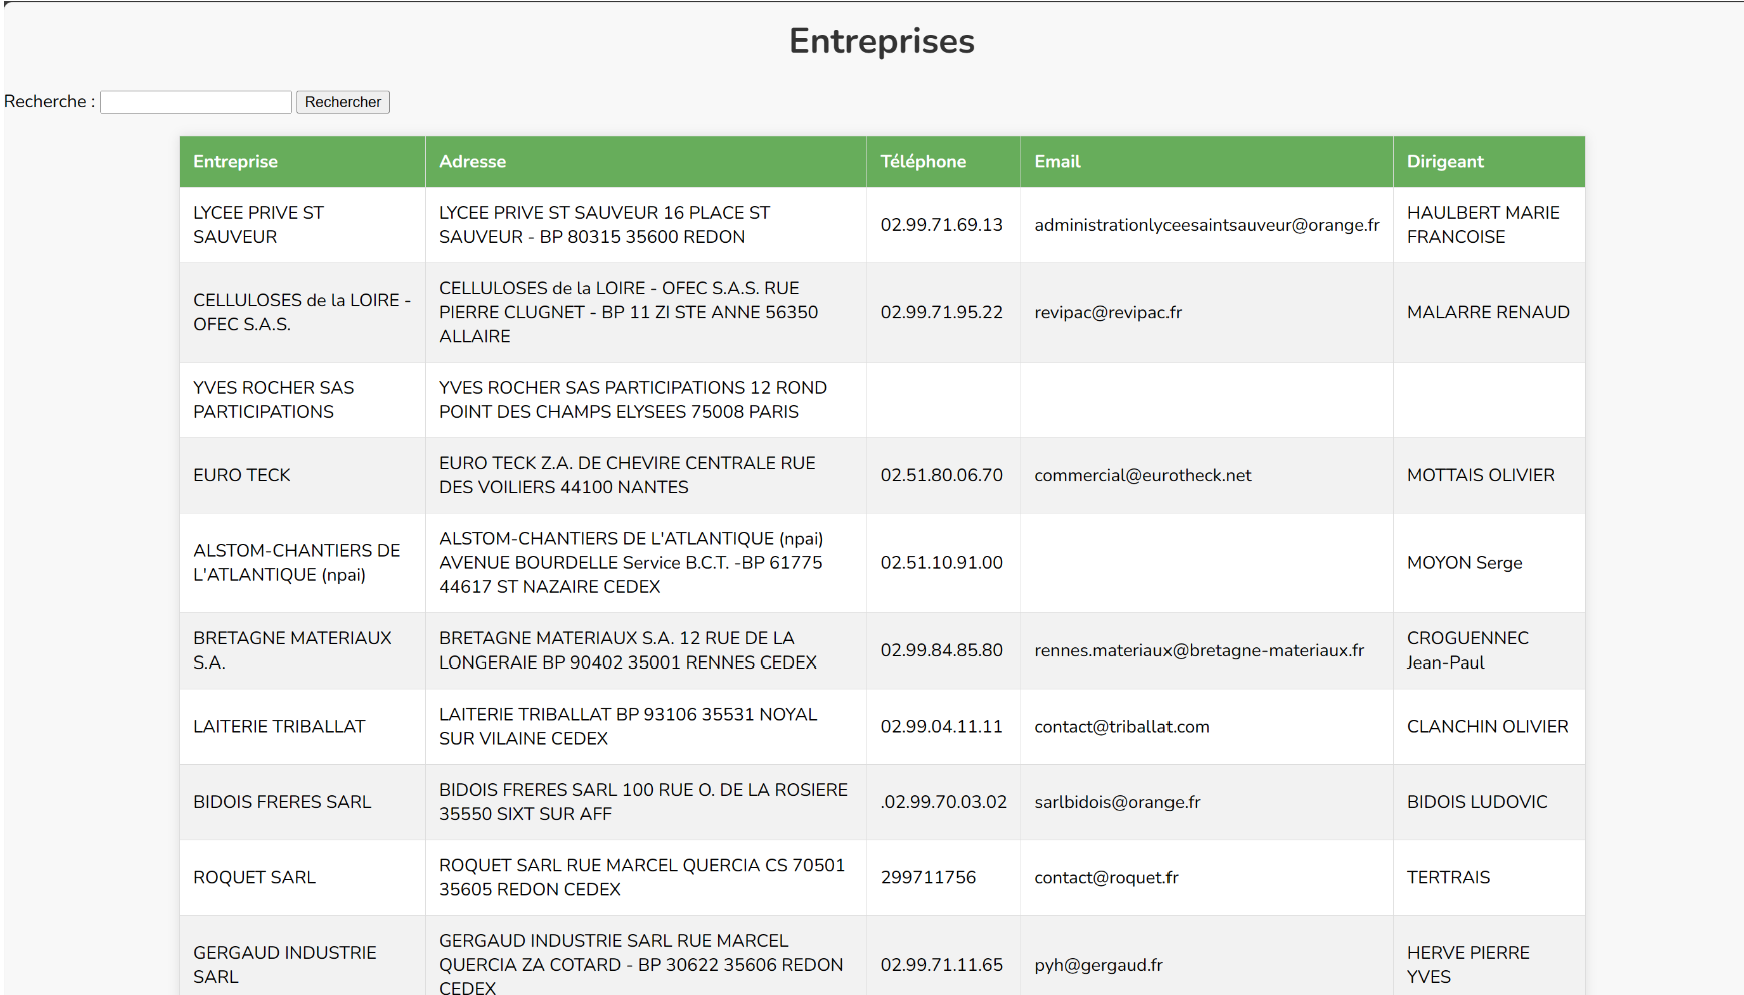 Entreprises
Recherche :
Rechercher
Entreprise
Adresse
Téléphone
Email
Dirigeant
LYCEE PRIVE ST
SAUVEUR
LYCEE PRIVE ST SAUVEUR 16 PLACE ST
SAUVEUR - BP 80315 35600 REDON
02.99.71.69.13
administrationlyceesaintsauveur@orange.fr
HAULBERT MARIE
FRANCOISE
CELLULOSES de la LOIRE -
OFEC S.A.S.
CELLULOSES de la LOIRE - OFEC S.A.S. RUE
PIERRE CLUGNET - BP 11 ZI STE ANNE 56350
ALLAIRE
02.99.71.95.22
revipac@revipac.fr
MALARRE RENAUD
YVES ROCHER SAS
PARTICIPATIONS
YVES ROCHER SAS PARTICIPATIONS 12 ROND
POINT DES CHAMPS ELYSEES 75008 PARIS
EURO TECK
EURO TECK Z.A. DE CHEVIRE CENTRALE RUE
DES VOILIERS 44100 NANTES
02.51.80.06.70
commercial@eurotheck.net
MOTTAIS OLIVIER
ALSTOM-CHANTIERS DE
L'ATLANTIQUE (npai)
ALSTOM-CHANTIERS DE L'ATLANTIQUE (npai)
AVENUE BOURDELLE Service B.C.T. -BP 61775
44617 ST NAZAIRE CEDEX
02.51.10.91.00
MOYON Serge
BRETAGNE MATERIAUX
S.A.
BRETAGNE MATERIAUX S.A. 12 RUE DE LA
LONGERAIE BP 90402 35001 RENNES CEDEX
02.99.84.85.80
rennes.materiaux@bretagne-materiaux.fr
CROGUENNEC
Jean-Paul
LAITERIE TRIBALLAT
LAITERIE TRIBALLAT BP 93106 35531 NOYAL
SUR VILAINE CEDEX
02.99.04.11.11
contact@triballat.com
CLANCHIN OLIVIER
BIDOIS FRERES SARL
BIDOIS FRERES SARL 100 RUE O. DE LA ROSIERE
35550 SIXT SUR AFF
.02.99.70.03.02
sarlbidois@orange.fr
BIDOIS LUDOVIC
ROQUET SARL
ROQUET SARL RUE MARCEL QUERCIA CS 70501
35605 REDON CEDEX
299711756
contact@roquet.fr
TERTRAIS
GERGAUD INDUSTRIE
SARL
GERGAUD INDUSTRIE SARL RUE MARCEL
QUERCIA ZA COTARD - BP 30622 35606 REDON
CEDEX
02.99.71.11.65
pyh@gergaud.fr
HERVE PIERRE
YVES